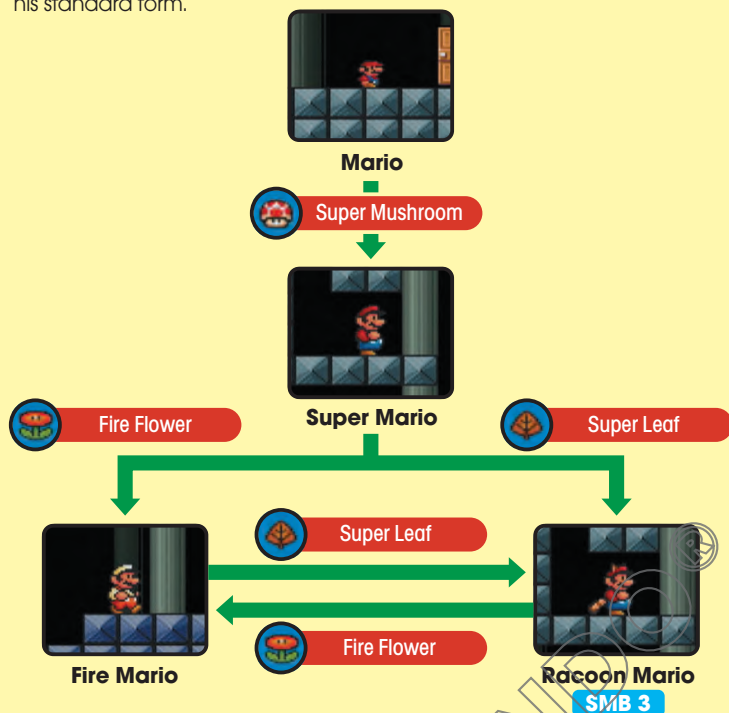 his standard form.
Mario
Super Mushroom
Super Mario
Fire Flower
Super Leaf
Super Leaf
Fire Flower
Fire Mario
Racoon Mario
SMB 3